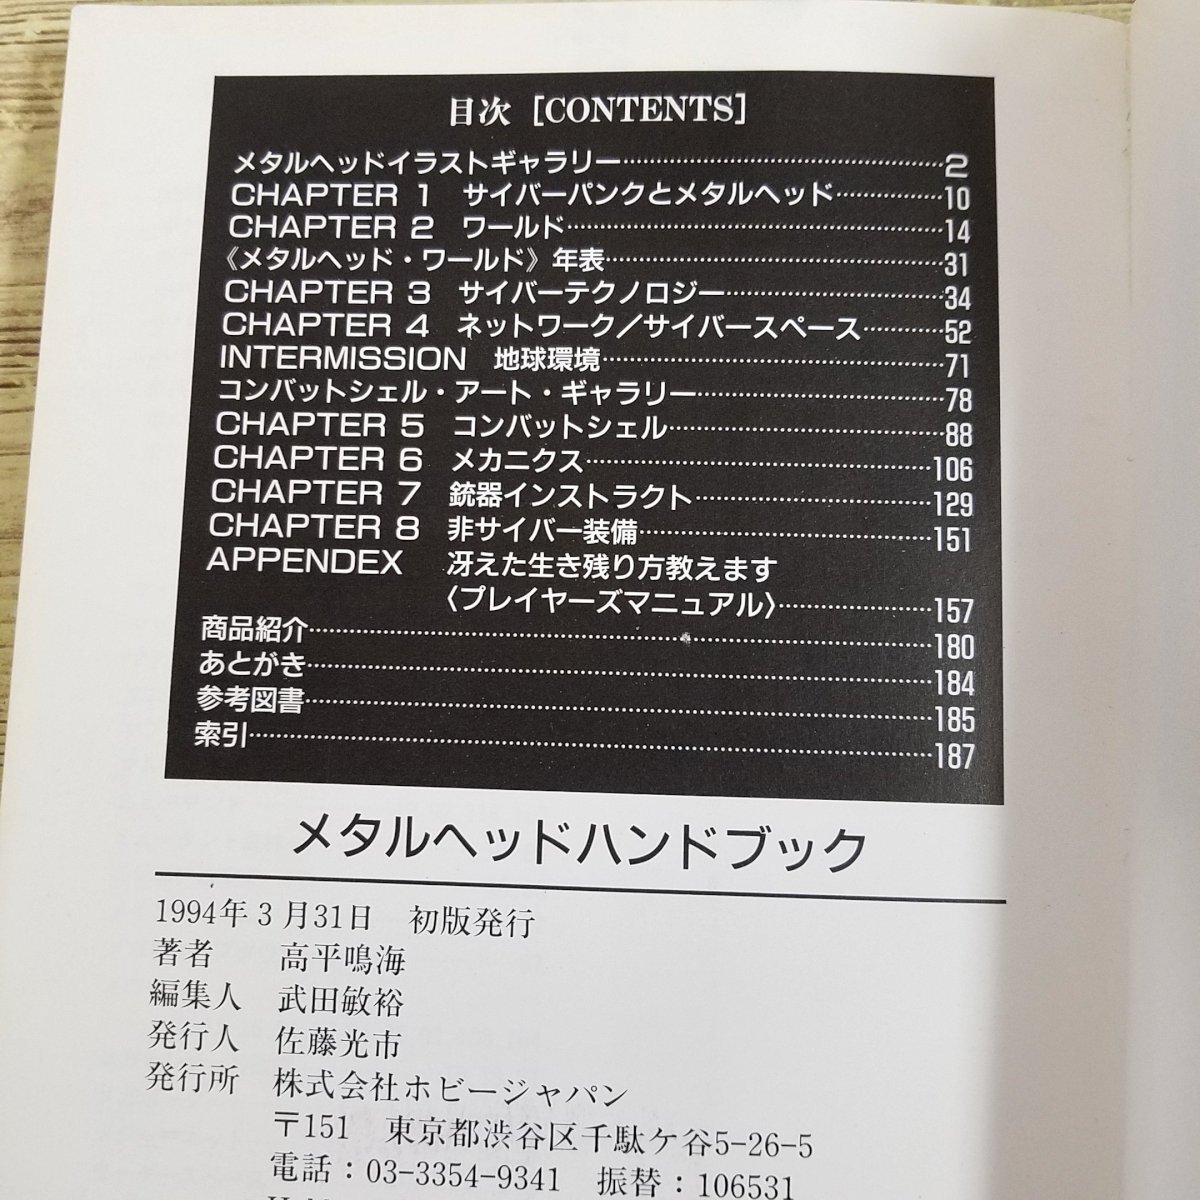 目次 [CONTENTS]
メタルヘッドイラストギャラリー……………………………………2
CHAPTER 1 サイバーパンクとメタルヘッド……………10
CHAPTER 2 ワールド……………………………………14
《メタルヘッド・ワールド》年表……………………………………31
CHAPTER 3 サイバーテクノロジー……………………34
CHAPTER 4 ネットワーク／サイバースペース…………52
INTERMISSION 地球環境……………………………………71
コンバットシェル・アート・ギャラリー……………………………78
CHAPTER 5 コンバットシェル…………………………88
CHAPTER 6 メカニクス…………………………………106
CHAPTER 7 銃器インストラクト………………………129
CHAPTER 8 非サイバー装備……………………………151
APPENDEX 冴えた生き残り方教えます
〈プレイヤーズマニュアル〉………………157
商品紹介……………………………………………………………180
あとがき……………………………………………………………184
参考図書……………………………………………………………185
索引…………………………………………………………………187
メタルヘッドハンドブック
1994年3月31日 初版発行
著者 高平鳴海
編集人 武田敏裕
発行人 佐藤光市
発行所 株式会社ホビージャパン
〒151 東京都渋谷区千駄ケ谷5-26-5
電話：03-3354-9341 振替：106531